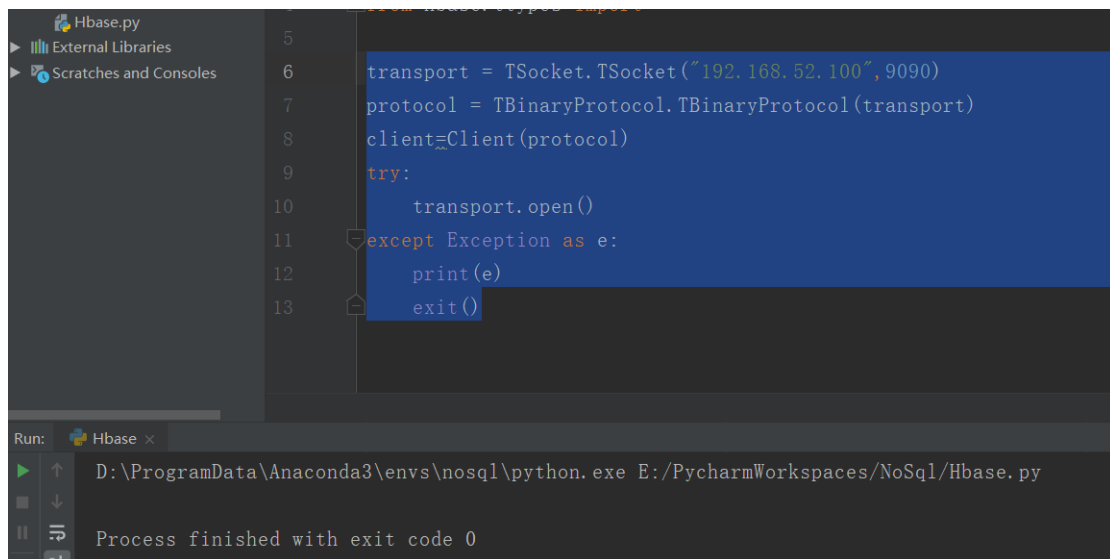 Hbase.py
External Libraries
Scratches and Consoles
5
6 transport = TSocket.TSocket("192.168.52.100",9090)
7 protocol = TBinaryProtocol.TBinaryProtocol(transport)
8 client=Client(protocol)
9 try:
10 transport.open()
11 except Exception as e:
12 print(e)
13 exit()
Run: Hbase ×
D:\ProgramData\Anaconda3\envs\nosql\python.exe E:/PycharmWorkspaces/NoSql/Hbase.py
Process finished with exit code 0